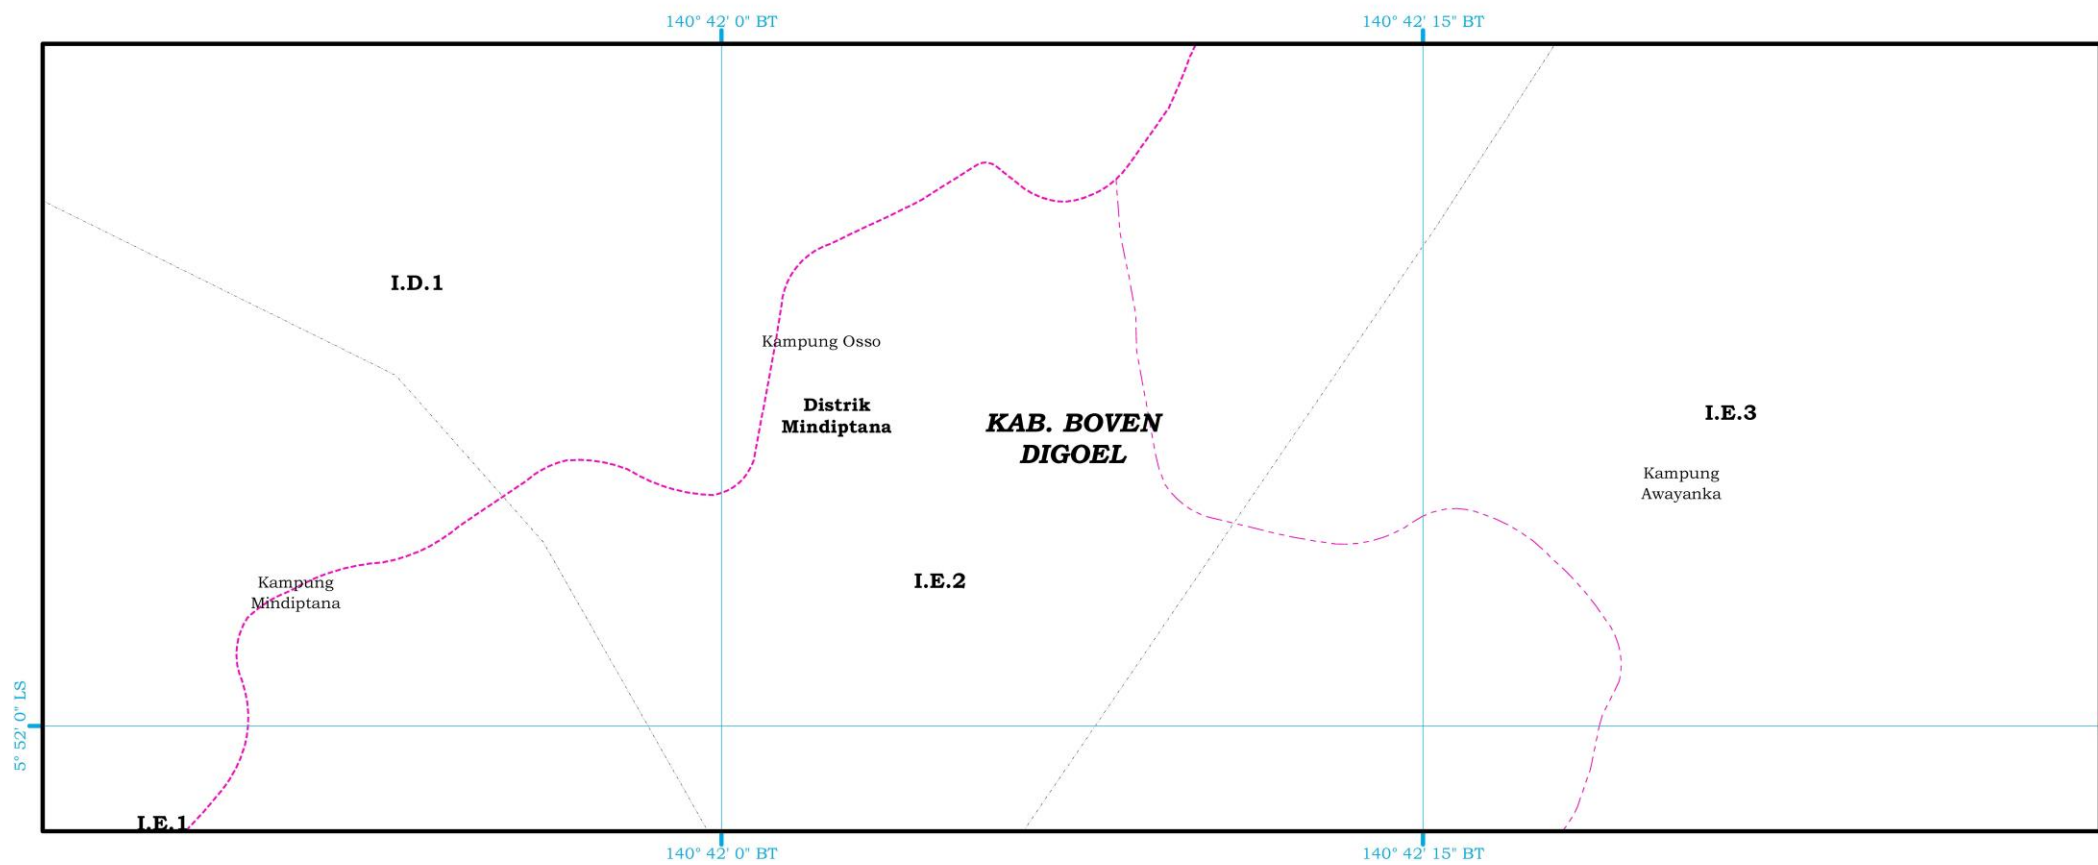 140° 42' 0" BT
140° 42' 15" BT
I.D.1
Kampung Osso
Distrik
Mindiptana
KAB. BOVEN
DIGOEL
I.E.3
Kampung
Awayanka
I.E.2
Kampung
Mindiptana
5° 52' 0" LS
I.E.1
140° 42' 0" BT
140° 42' 15" BT